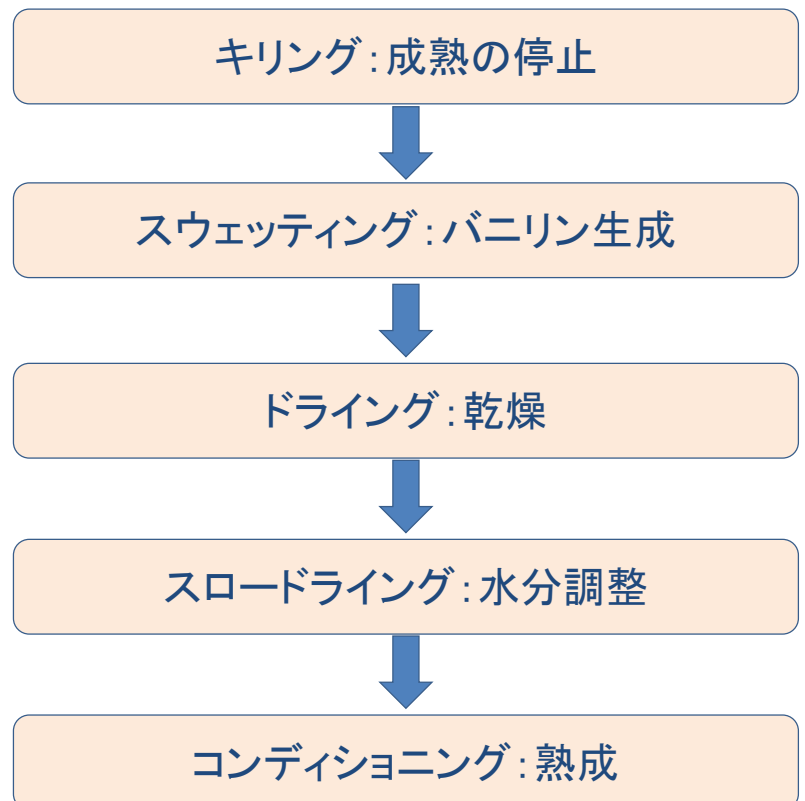 キリング：成熟の停止
スウェッティング：バニリン生成
ドライング：乾燥
スロードライング：水分調整
コンディショニング：熟成